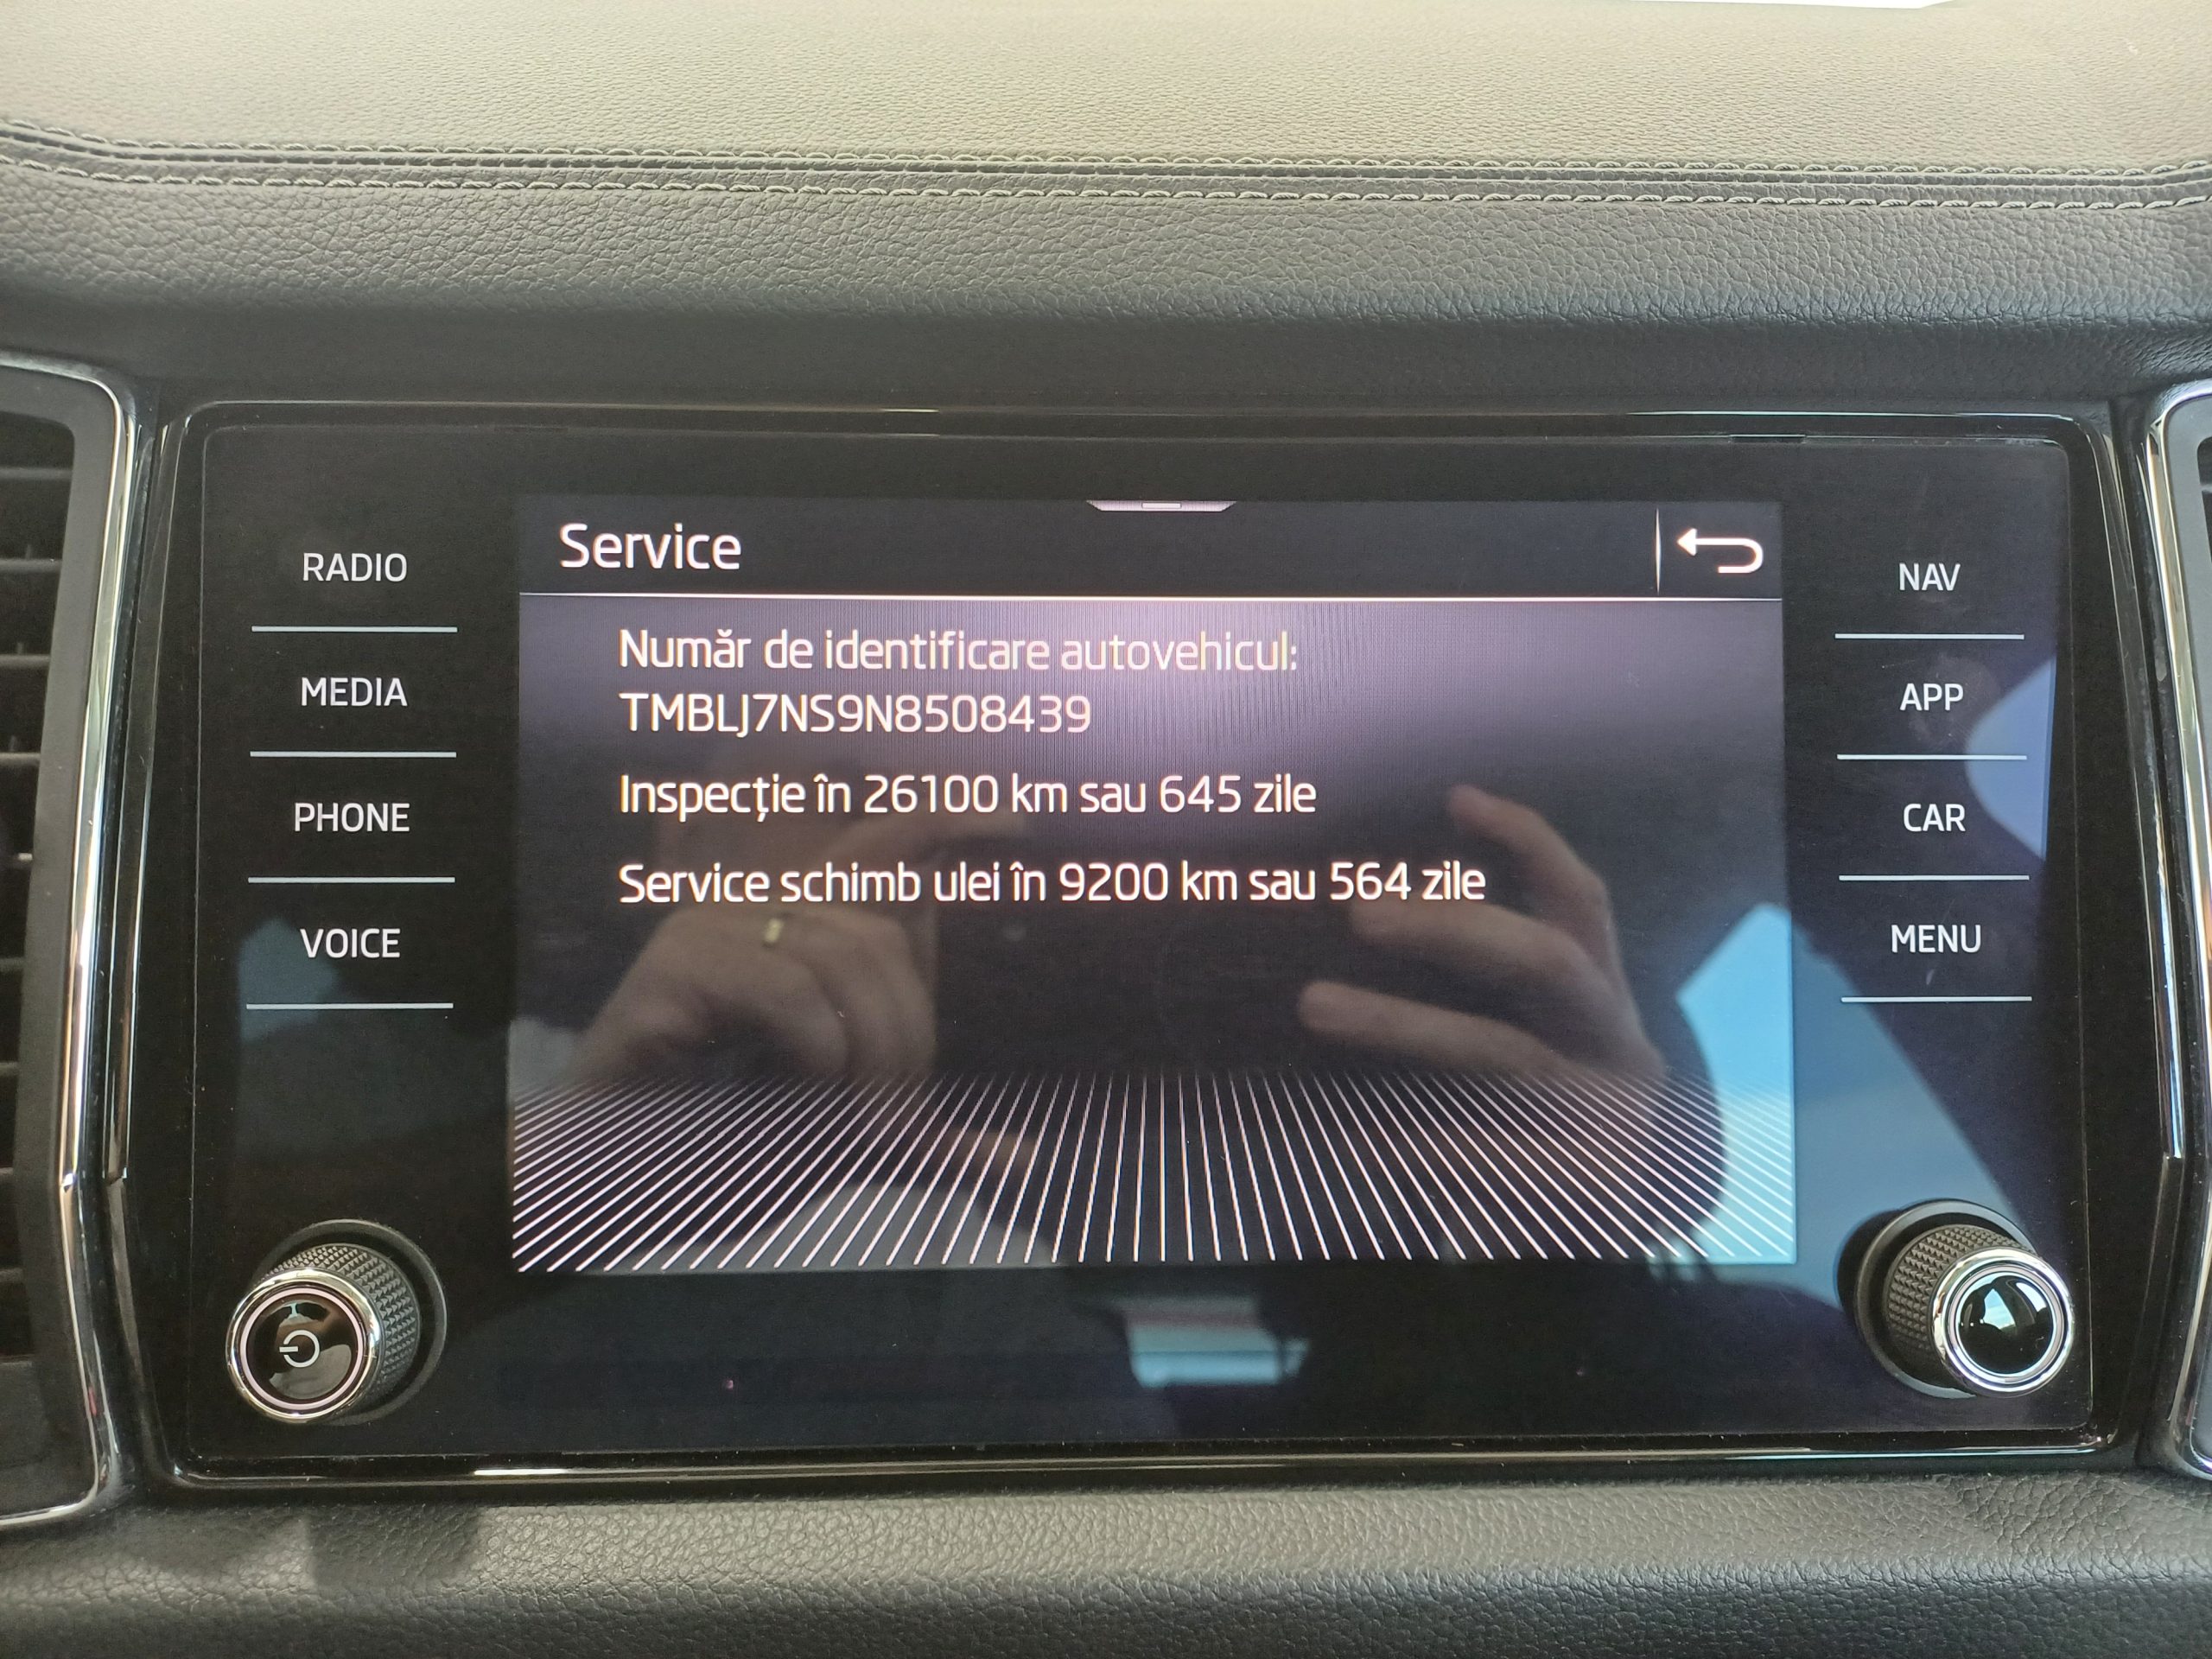 Service
Număr de identificare autovehicul:
TMBLJ7NS9N8508439
Inspecție în 26100 km sau 645 zile
Service schimb ulei în 9200 km sau 564 zile
RADIO
MEDIA
PHONE
VOICE
NAV
APP
CAR
MENU